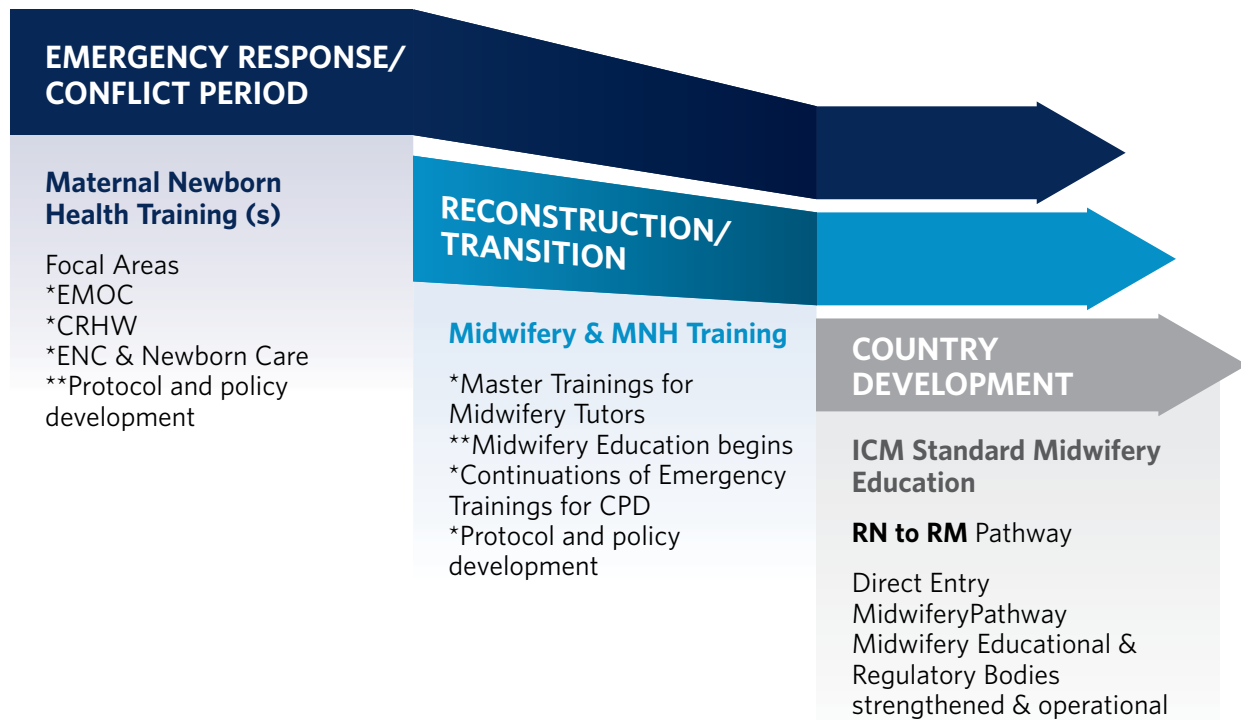 EMERGENCY RESPONSE/
CONFLICT PERIOD
Maternal Newborn
Health Training (s)
Focal Areas
*EMOC
*CRHW
*ENC & Newborn Care
**Protocol and policy
development
RECONSTRUCTION/
TRANSITION
Midwifery & MNH Training
*Master Trainings for
Midwifery Tutors
**Midwifery Education begins
*Continuations of Emergency
Trainings for CPD
*Protocol and policy
development
COUNTRY
DEVELOPMENT
ICM Standard Midwifery
Education
RN to RM Pathway
Direct Entry
MidwiferyPathway
Midwifery Educational &
Regulatory Bodies
strengthened & operational